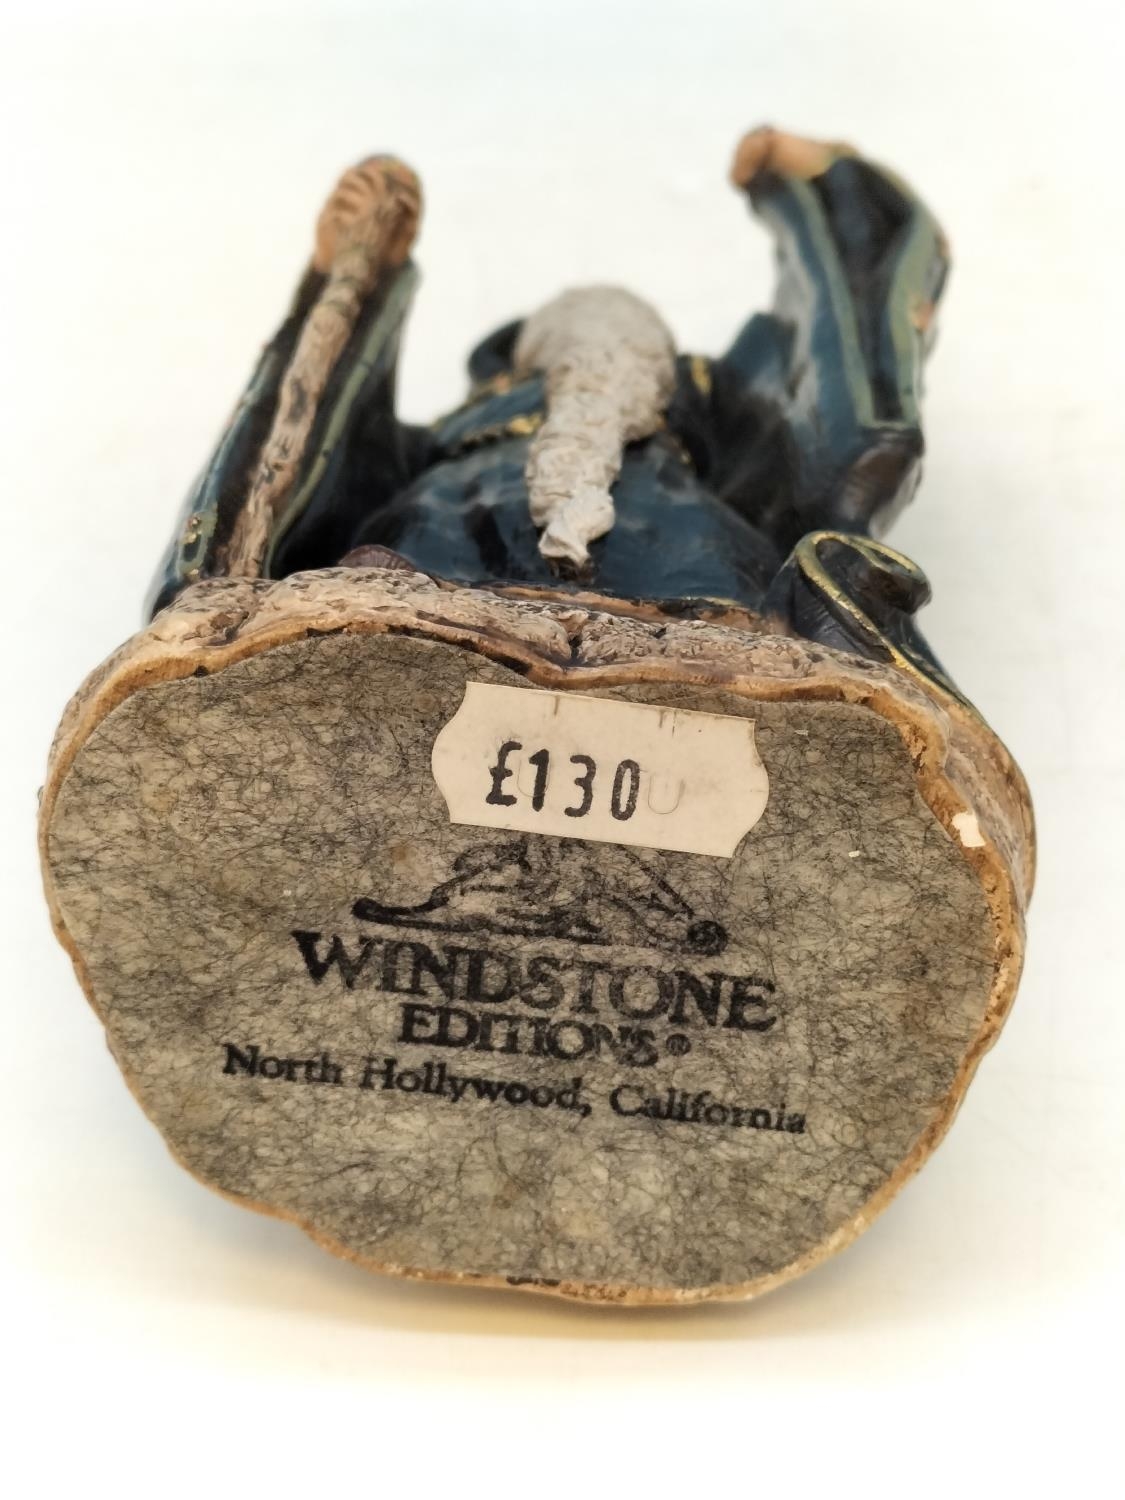 £130
WINDSTONE
EDITIONS®
North Hollywood, California